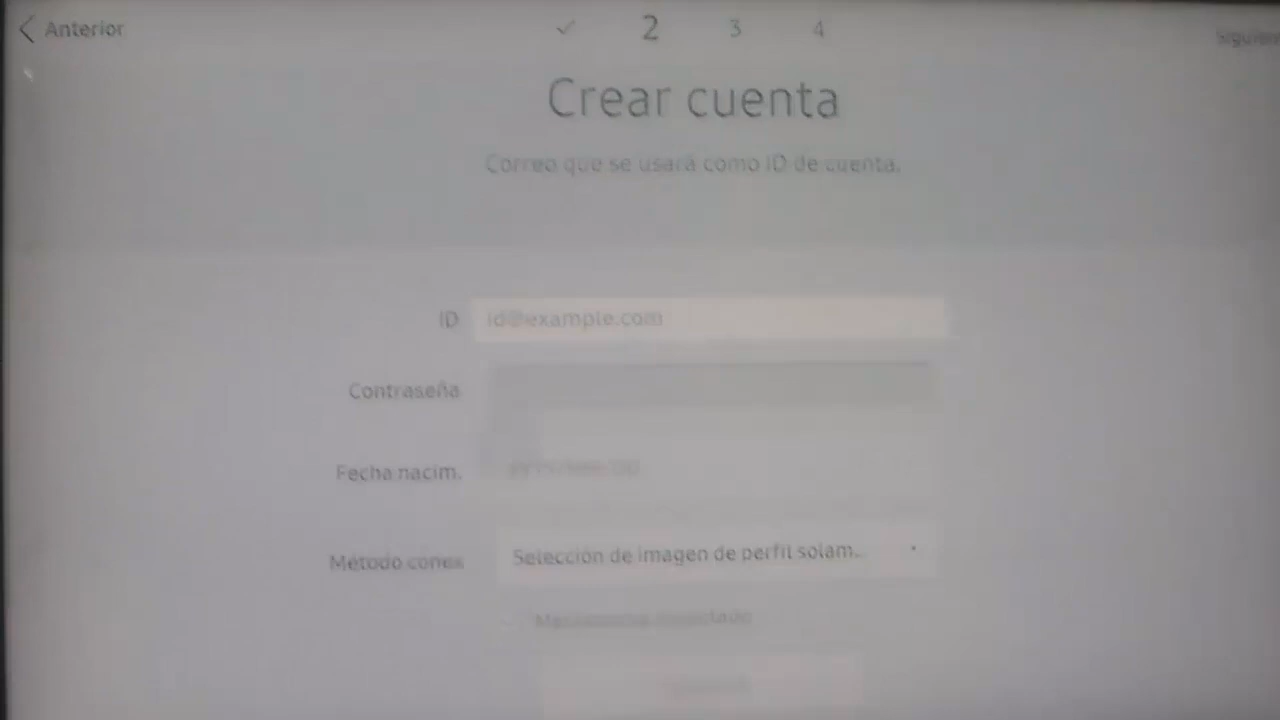 Anterior
2
3
4
Crear cuenta
Correo que se usará como ID de cuenta.
ID
id@example.com
Contraseña
Fecha nacim.
Método conex
Selección de imagen de perfil solam...